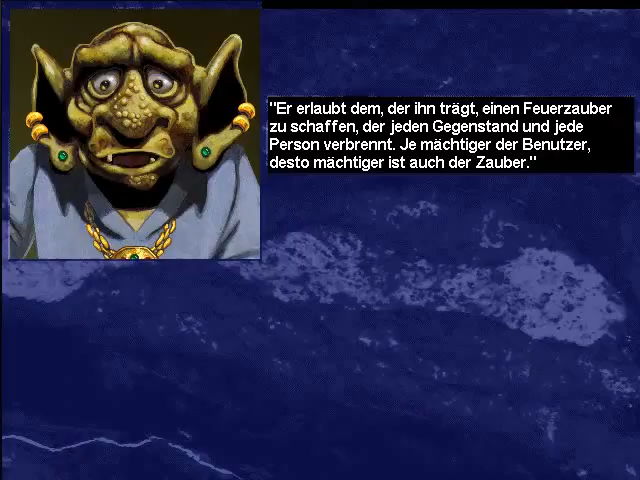 "Er erlaubt dem, der ihn trägt, einen Feuerzauber
zu schaffen, der jeden Gegenstand und jede
Person verbrennt. Je mächtiger der Benutzer,
desto mächtiger ist auch der Zauber."